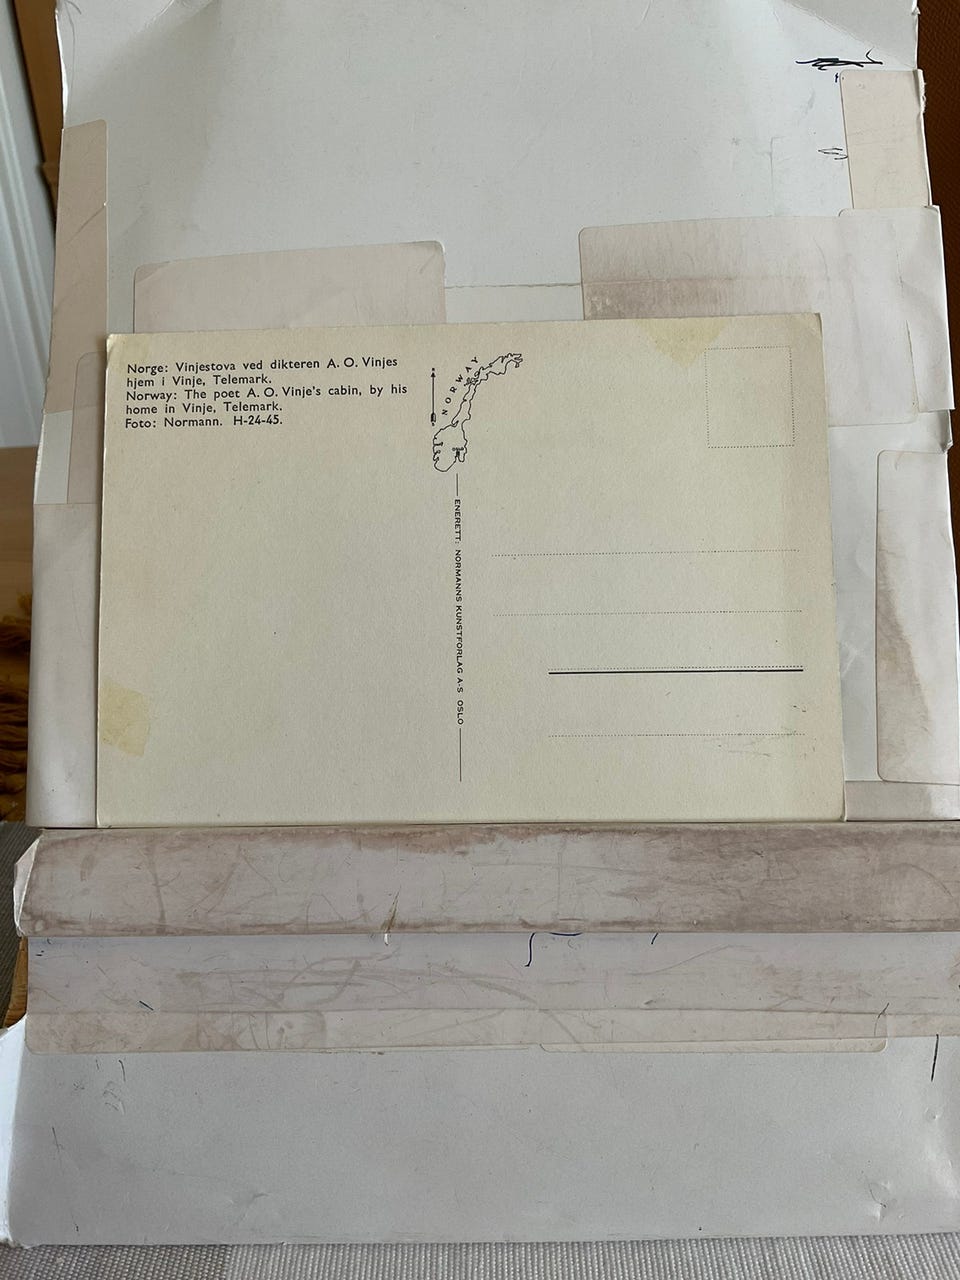 Norge: Vinjestova ved dikteren A. O. Vinjes
hjem i Vinje, Telemark.
Norway: The poet A. O. Vinje's cabin, by his
home in Vinje, Telemark.
Foto: Normann. H-24-45.
NORWAY
OSLO
ENERETT: NORMANNS KUNSTFORLAG A-S OSLO